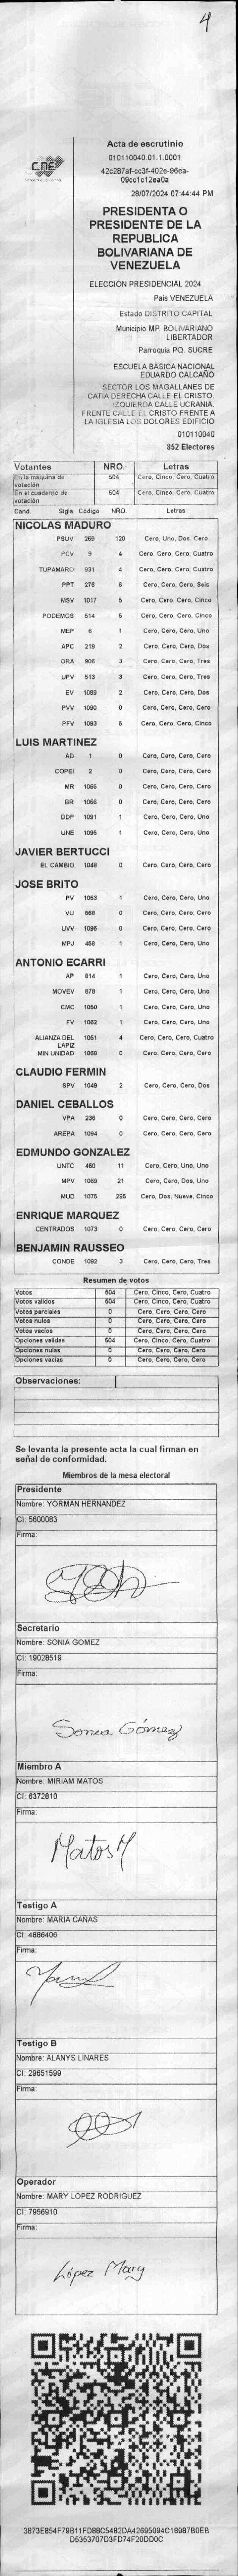 4
CNE
Acta de escrutinio
010110040.01.1.0001
42c287af-cc3f-402e-96ea-
09cc1c12ea0a
28/07/2024 07:44:44 PM
PRESIDENTA O
PRESIDENTE DE LA
REPUBLICA
BOLIVARIANA DE
VENEZUELA
ELECCIÓN PRESIDENCIAL 2024
Pais VENEZUELA
Estado DISTRITO CAPITAL
Municipio MP. BOLIVARIANO
LIBERTADOR
Parroquia PQ. SUCRE
ESCUELA BÁSICA NACIONAL
EDUARDO CALCAÑO
SECTOR LOS MAGALLANES DE
CATIA DERECHA CALLE EL CRISTO.
IZQUIERDA CALLE UCRANIA.
FRENTE CALLE EL CRISTO FRENTE A
LA IGLESIA LOS DOLORES EDIFICIO
010110040
852 Electores
Votantes NRO. Letras
En la máquina de votación 504 Cero, Cinco, Cero, Cuatro
En el cuaderno de votación 504 Cero, Cinco, Cero, Cuatro
Cand Sigla Código NRO. Letras
NICOLAS MADURO
PSUV 269 120 Cero, Uno, Dos, Cero
PCV 9 4 Cero, Cero, Cero, Cuatro
TUPAMARO 931 4 Cero, Cero, Cero, Cuatro
PPT 276 6 Cero, Cero, Cero, Seis
MSV 1017 5 Cero, Cero, Cero, Cinco
PODEMOS 514 5 Cero, Cero, Cero, Cinco
MEP 6 1 Cero, Cero, Cero, Uno
APC 219 2 Cero, Cero, Cero, Dos
ORA 906 3 Cero, Cero, Cero, Tres
UPV 513 3 Cero, Cero, Cero, Tres
EV 1089 2 Cero, Cero, Cero, Dos
PVV 1090 0 Cero, Cero, Cero, Cero
PFV 1093 5 Cero, Cero, Cero, Cinco
LUIS MARTINEZ
AD 1 0 Cero, Cero, Cero, Cero
COPEI 2 0 Cero, Cero, Cero, Cero
MR 1065 0 Cero, Cero, Cero, Cero
BR 1066 0 Cero, Cero, Cero, Cero
DDP 1091 1 Cero, Cero, Cero, Uno
UNE 1095 1 Cero, Cero, Cero, Uno
JAVIER BERTUCCI
EL CAMBIO 1048 0 Cero, Cero, Cero, Cero
JOSE BRITO
PV 1053 1 Cero, Cero, Cero, Uno
VU 868 0 Cero, Cero, Cero, Cero
UVV 1096 0 Cero, Cero, Cero, Cero
MPJ 458 1 Cero, Cero, Cero, Uno
ANTONIO ECARRI
AP 814 1 Cero, Cero, Cero, Uno
MOVEV 878 1 Cero, Cero, Cero, Uno
CMC 1050 1 Cero, Cero, Cero, Uno
FV 1062 1 Cero, Cero, Cero, Uno
ALIANZA DEL LAPIZ 1051 4 Cero, Cero, Cero, Cuatro
MIN UNIDAD 1088 0 Cero, Cero, Cero, Cero
CLAUDIO FERMIN
SPV 1049 2 Cero, Cero, Cero, Dos
DANIEL CEBALLOS
VPA 236 0 Cero, Cero, Cero, Cero
AREPA 1094 0 Cero, Cero, Cero, Cero
EDMUNDO GONZALEZ
UNTC 460 11 Cero, Cero, Uno, Uno
MPV 1069 21 Cero, Cero, Dos, Uno
MUD 1075 295 Cero, Dos, Nueve, Cinco
ENRIQUE MARQUEZ
CENTRADOS 1073 0 Cero, Cero, Cero, Cero
BENJAMIN RAUSSEO
CONDE 1092 3 Cero, Cero, Cero, Tres
Resumen de votos
Votos 504 Cero, Cinco, Cero, Cuatro
Votos validos 504 Cero, Cinco, Cero, Cuatro
Votos parciales 0 Cero, Cero, Cero, Cero
Votos nulos 0 Cero, Cero, Cero, Cero
Votos vacios 0 Cero, Cero, Cero, Cero
Opciones validas 504 Cero, Cinco, Cero, Cuatro
Opciones nulas 0 Cero, Cero, Cero, Cero
Opciones vacias 0 Cero, Cero, Cero, Cero
Observaciones:
Se levanta la presente acta la cual firman en
señal de conformidad.
Miembros de la mesa electoral
Presidente
Nombre: YORMAN HERNANDEZ
CI: 5600083
Firma:
Secretario
Nombre: SONIA GOMEZ
CI: 19028519
Firma:
Sonia Gómez
Miembro A
Nombre: MIRIAM MATOS
CI: 6372810
Firma:
Matos M
Testigo A
Nombre: MARIA CAÑAS
CI: 4886406
Firma:
Testigo B
Nombre: ALANYS LINARES
CI: 29651599
Firma:
Operador
Nombre: MARY LOPEZ RODRIGUEZ
CI: 7956910
Firma:
López Mary
3873E854F79B11FD88C5482DA42695094C18987B0EB
D5353707D3FD74F20DD0C